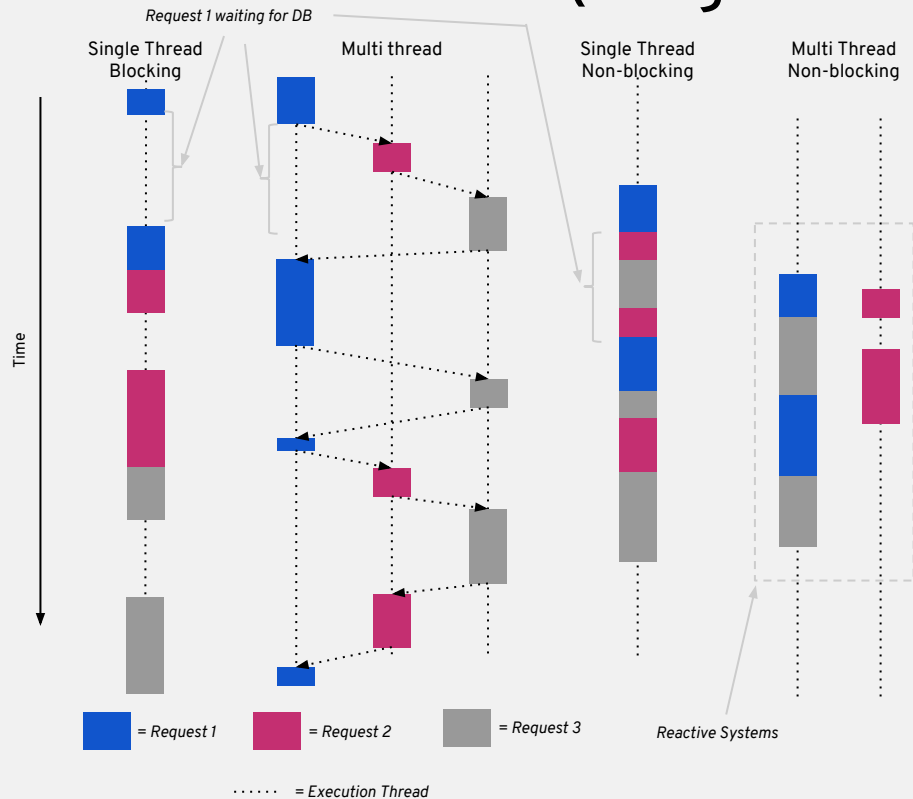 Request 1 waiting for DB
Single Thread
Blocking
Multi thread
Single Thread
Non-blocking
Multi Thread
Non-blocking
Time
= Request 1
= Request 2
= Request 3
Reactive Systems
= Execution Thread